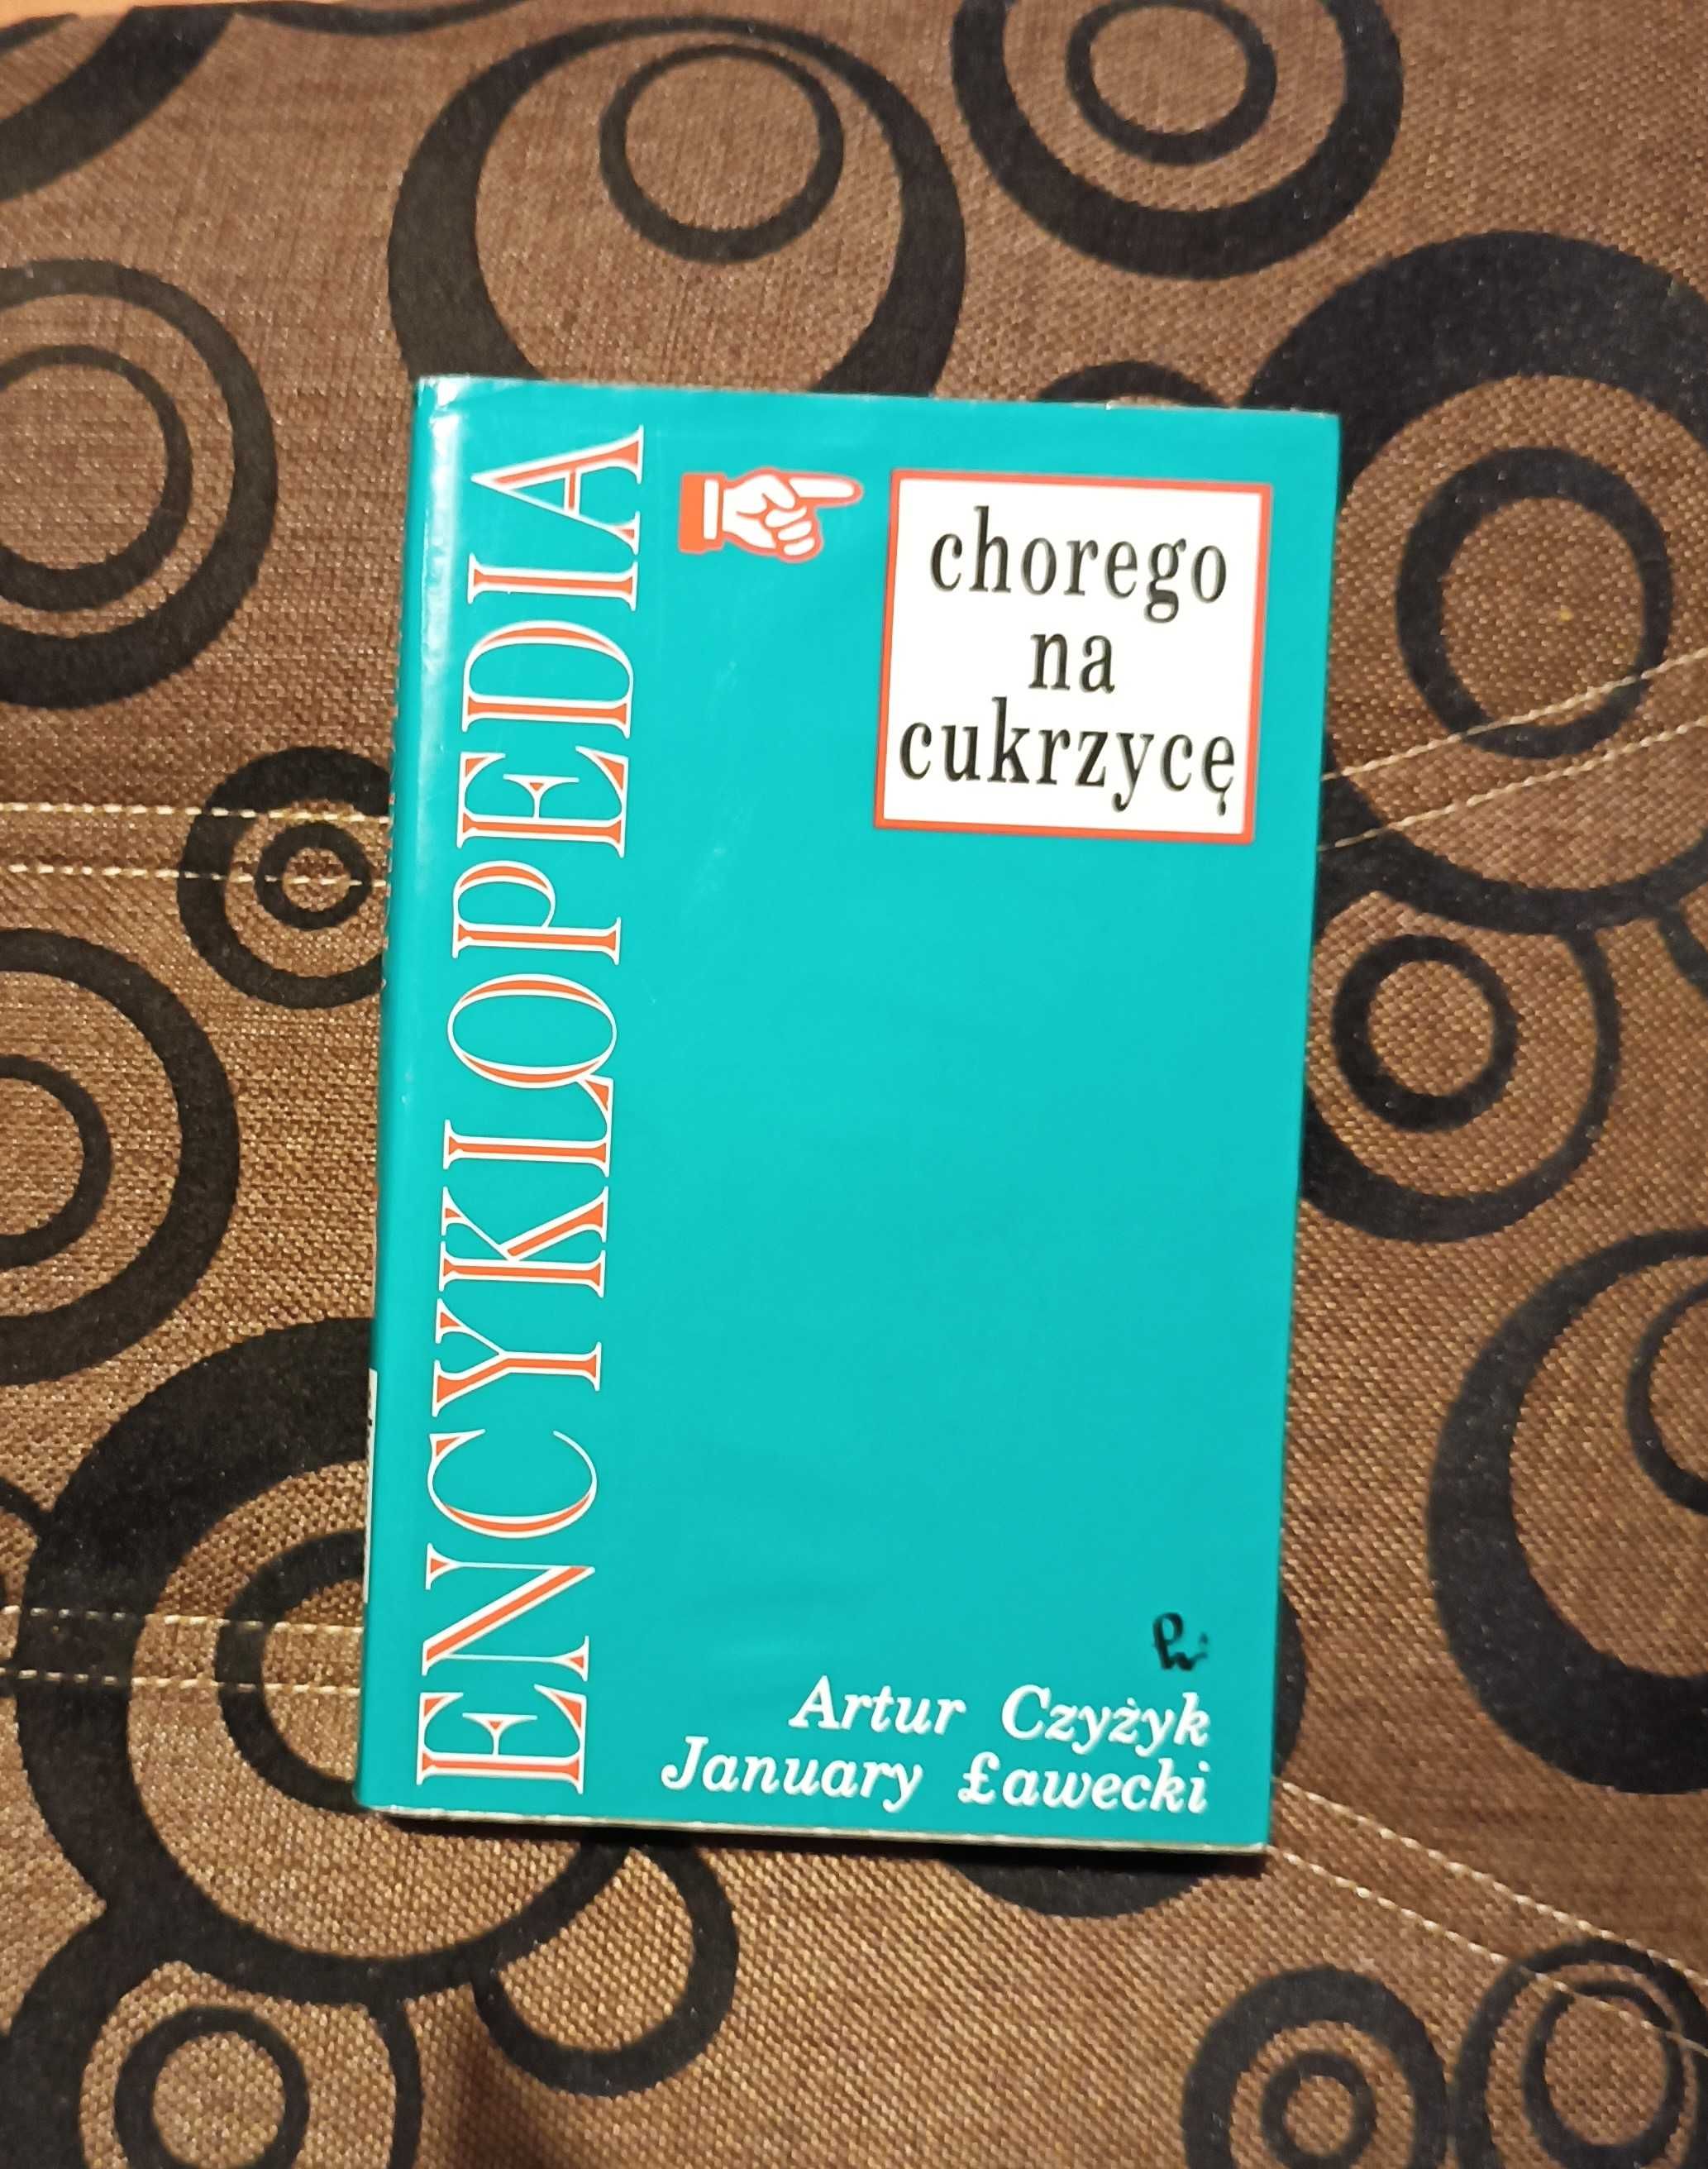 ENCYKLOPEDIA
chorego
na
cukrzycę
Artur Czyżyk
January Ławecki